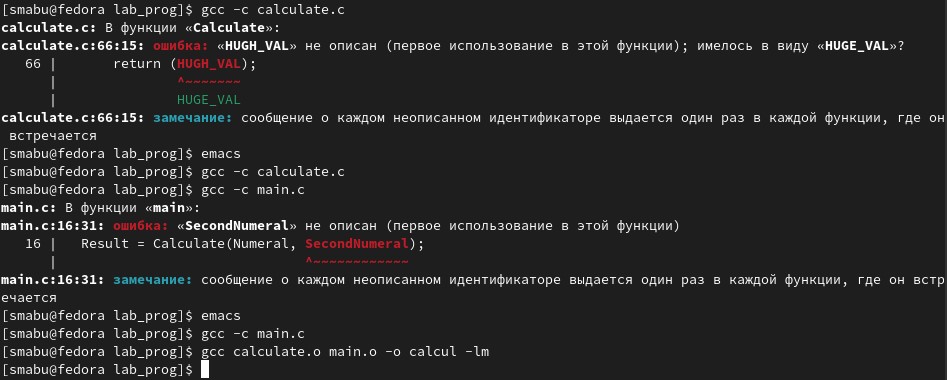 [smabu@fedora lab_prog]$ gcc -c calculate.c
calculate.c: В функции «Calculate»:
calculate.c:66:15: ошибка: «HUGH_VAL» не описан (первое использование в этой функции); имелось в виду «HUGE_VAL»?
   66 |       return (HUGH_VAL);
      |               ^~~~~~~~
      |               HUGE_VAL
calculate.c:66:15: замечание: сообщение о каждом неописанном идентификаторе выдается один раз в каждой функции, где он
 встречается
[smabu@fedora lab_prog]$ emacs
[smabu@fedora lab_prog]$ gcc -c calculate.c
[smabu@fedora lab_prog]$ gcc -c main.c
main.c: В функции «main»:
main.c:16:31: ошибка: «SecondNumeral» не описан (первое использование в этой функции)
   16 |   Result = Calculate(Numeral, SecondNumeral);
      |                               ^~~~~~~~~~~~~
main.c:16:31: замечание: сообщение о каждом неописанном идентификаторе выдается один раз в каждой функции, где он встр
ечается
[smabu@fedora lab_prog]$ emacs
[smabu@fedora lab_prog]$ gcc -c main.c
[smabu@fedora lab_prog]$ gcc calculate.o main.o -o calcul -lm
[smabu@fedora lab_prog]$